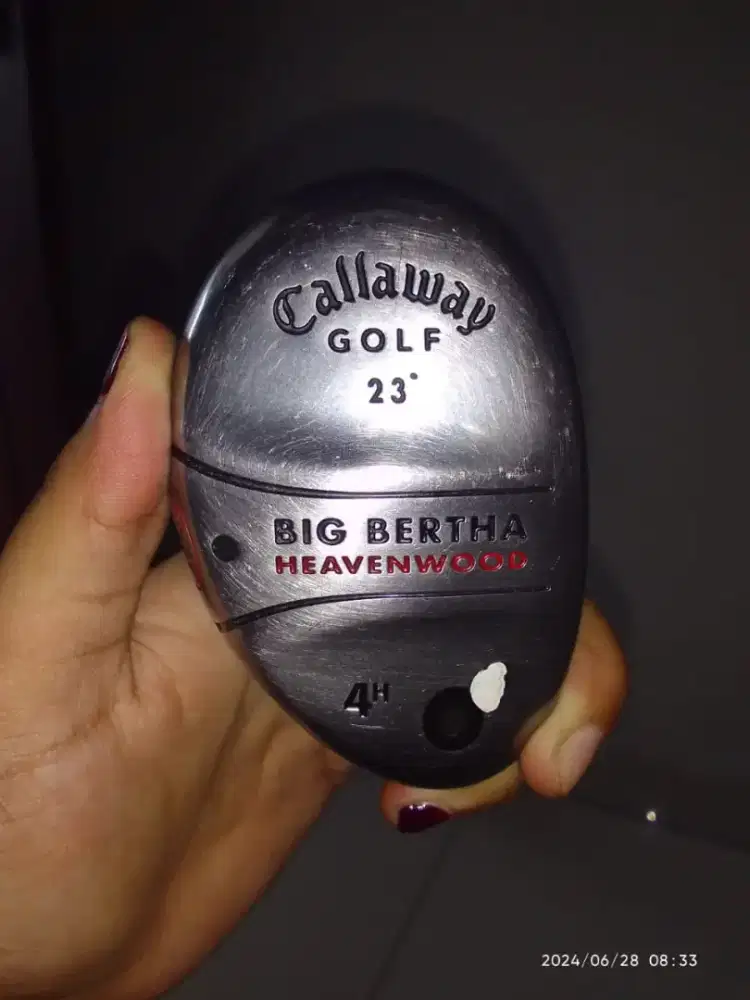 Callaway
GOLF
23°
BIG BERTHA
HEAVENWOOD
4H
2024/06/28 08:33